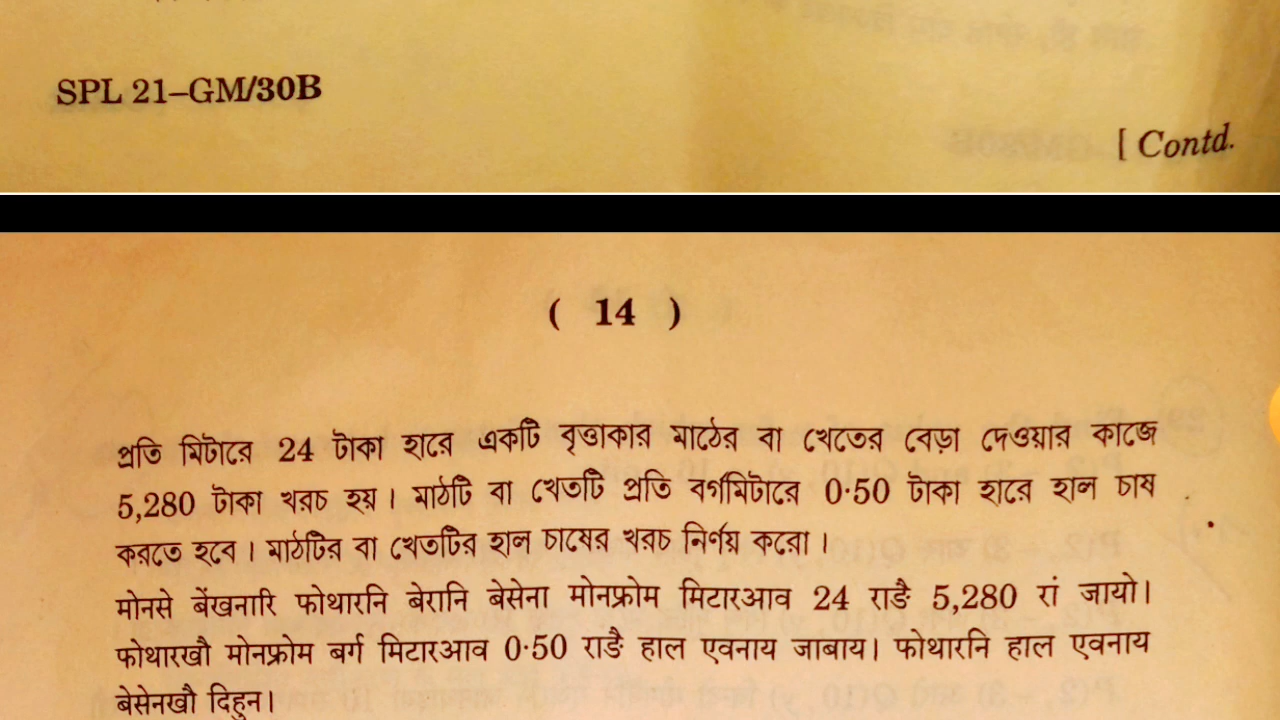 SPL 21–GM/30B
[ Contd.
( 14 )
প্রতি মিটারে 24 টাকা হারে একটি বৃত্তাকার মাঠের বা খেতের বেড়া দেওয়ার কাজে
5,280 টাকা খরচ হয়। মাঠটি বা খেতটি প্রতি বর্গমিটারে 0·50 টাকা হারে হাল চাষ
করতে হবে। মাঠটির বা খেতটির হাল চাষের খরচ নির্ণয় করো।
मोनसे बेंखनारि फोथारनि बेरानि बेसेना मोनफ्रोम मिटारआव 24 राङै 5,280 रां जायो।
फोथारखौ मोनफ्रोम बर्ग मिटारआव 0·50 राङै हाल एवनाय जाबाय। फोथारनि हाल एवनाय
बेसेनखौ दिहुन।